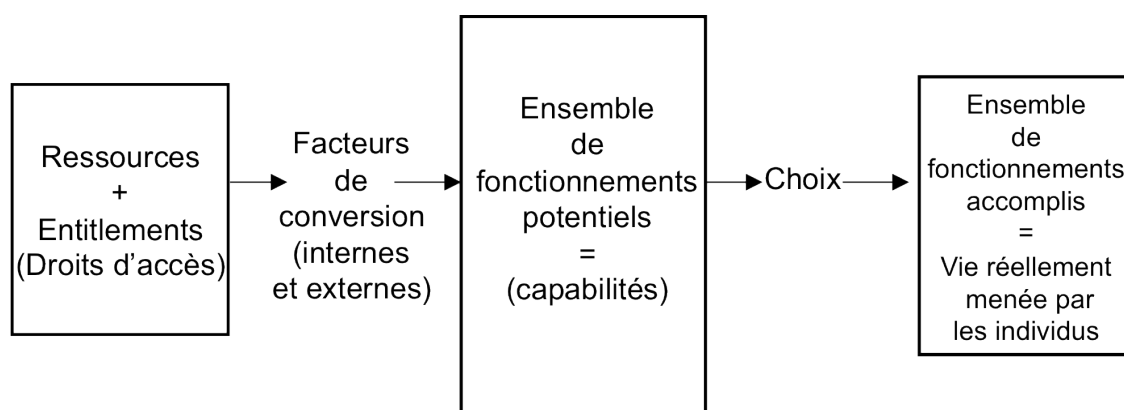 Ressources
+
Entitlements
(Droits d'accès)
Facteurs
de
conversion
(internes
et externes)
Ensemble
de
fonctionnements
potentiels
=
(capabilités)
Choix
Ensemble
de
fonctionnements
accomplis
=
Vie réellement
menée par
les individus